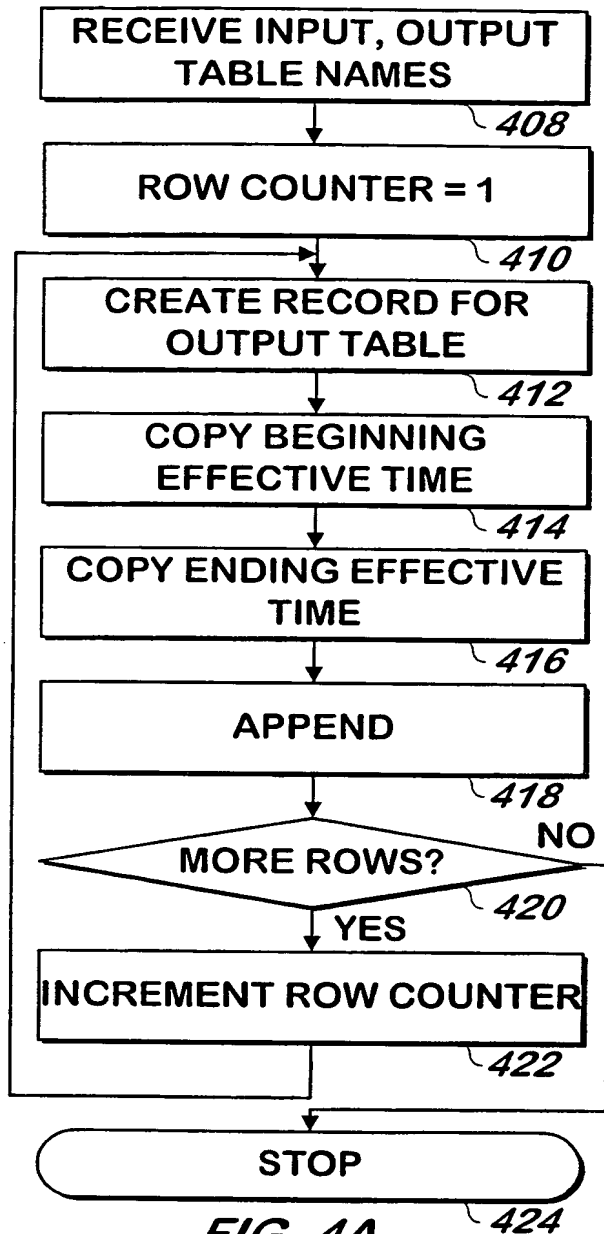 RECEIVE INPUT, OUTPUT
TABLE NAMES
408
ROW COUNTER = 1
410
CREATE RECORD FOR
OUTPUT TABLE
412
COPY BEGINNING
EFFECTIVE TIME
414
COPY ENDING EFFECTIVE
TIME
416
APPEND
418
MORE ROWS?
NO
420
YES
INCREMENT ROW COUNTER
422
STOP
424
FIG. 4A